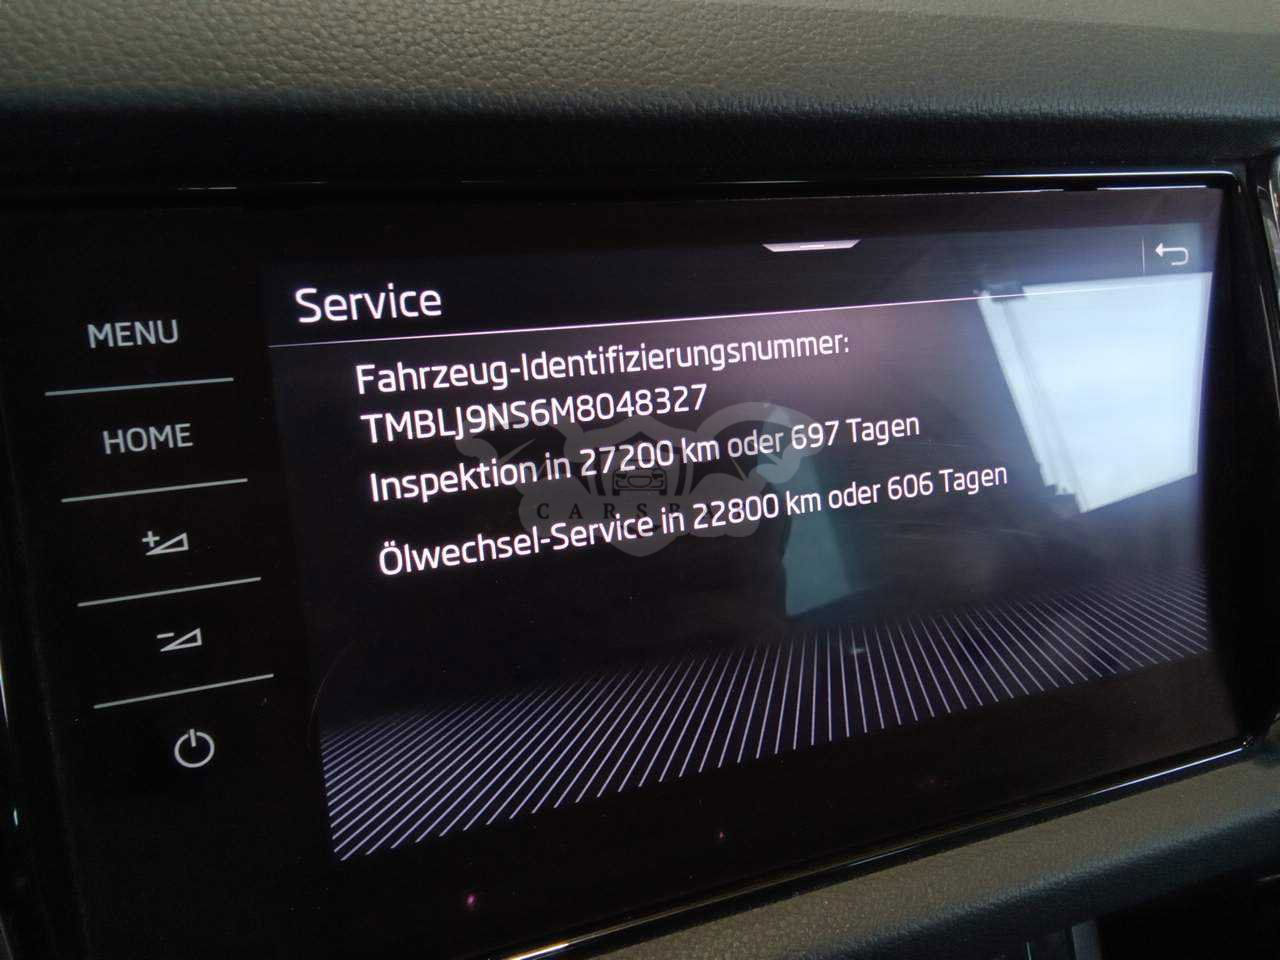 MENU
HOME
Service
Fahrzeug-Identifizierungsnummer:
TMBLJ9NS6M8048327
Inspektion in 27200 km oder 697 Tagen
Ölwechsel-Service in 22800 km oder 606 Tagen